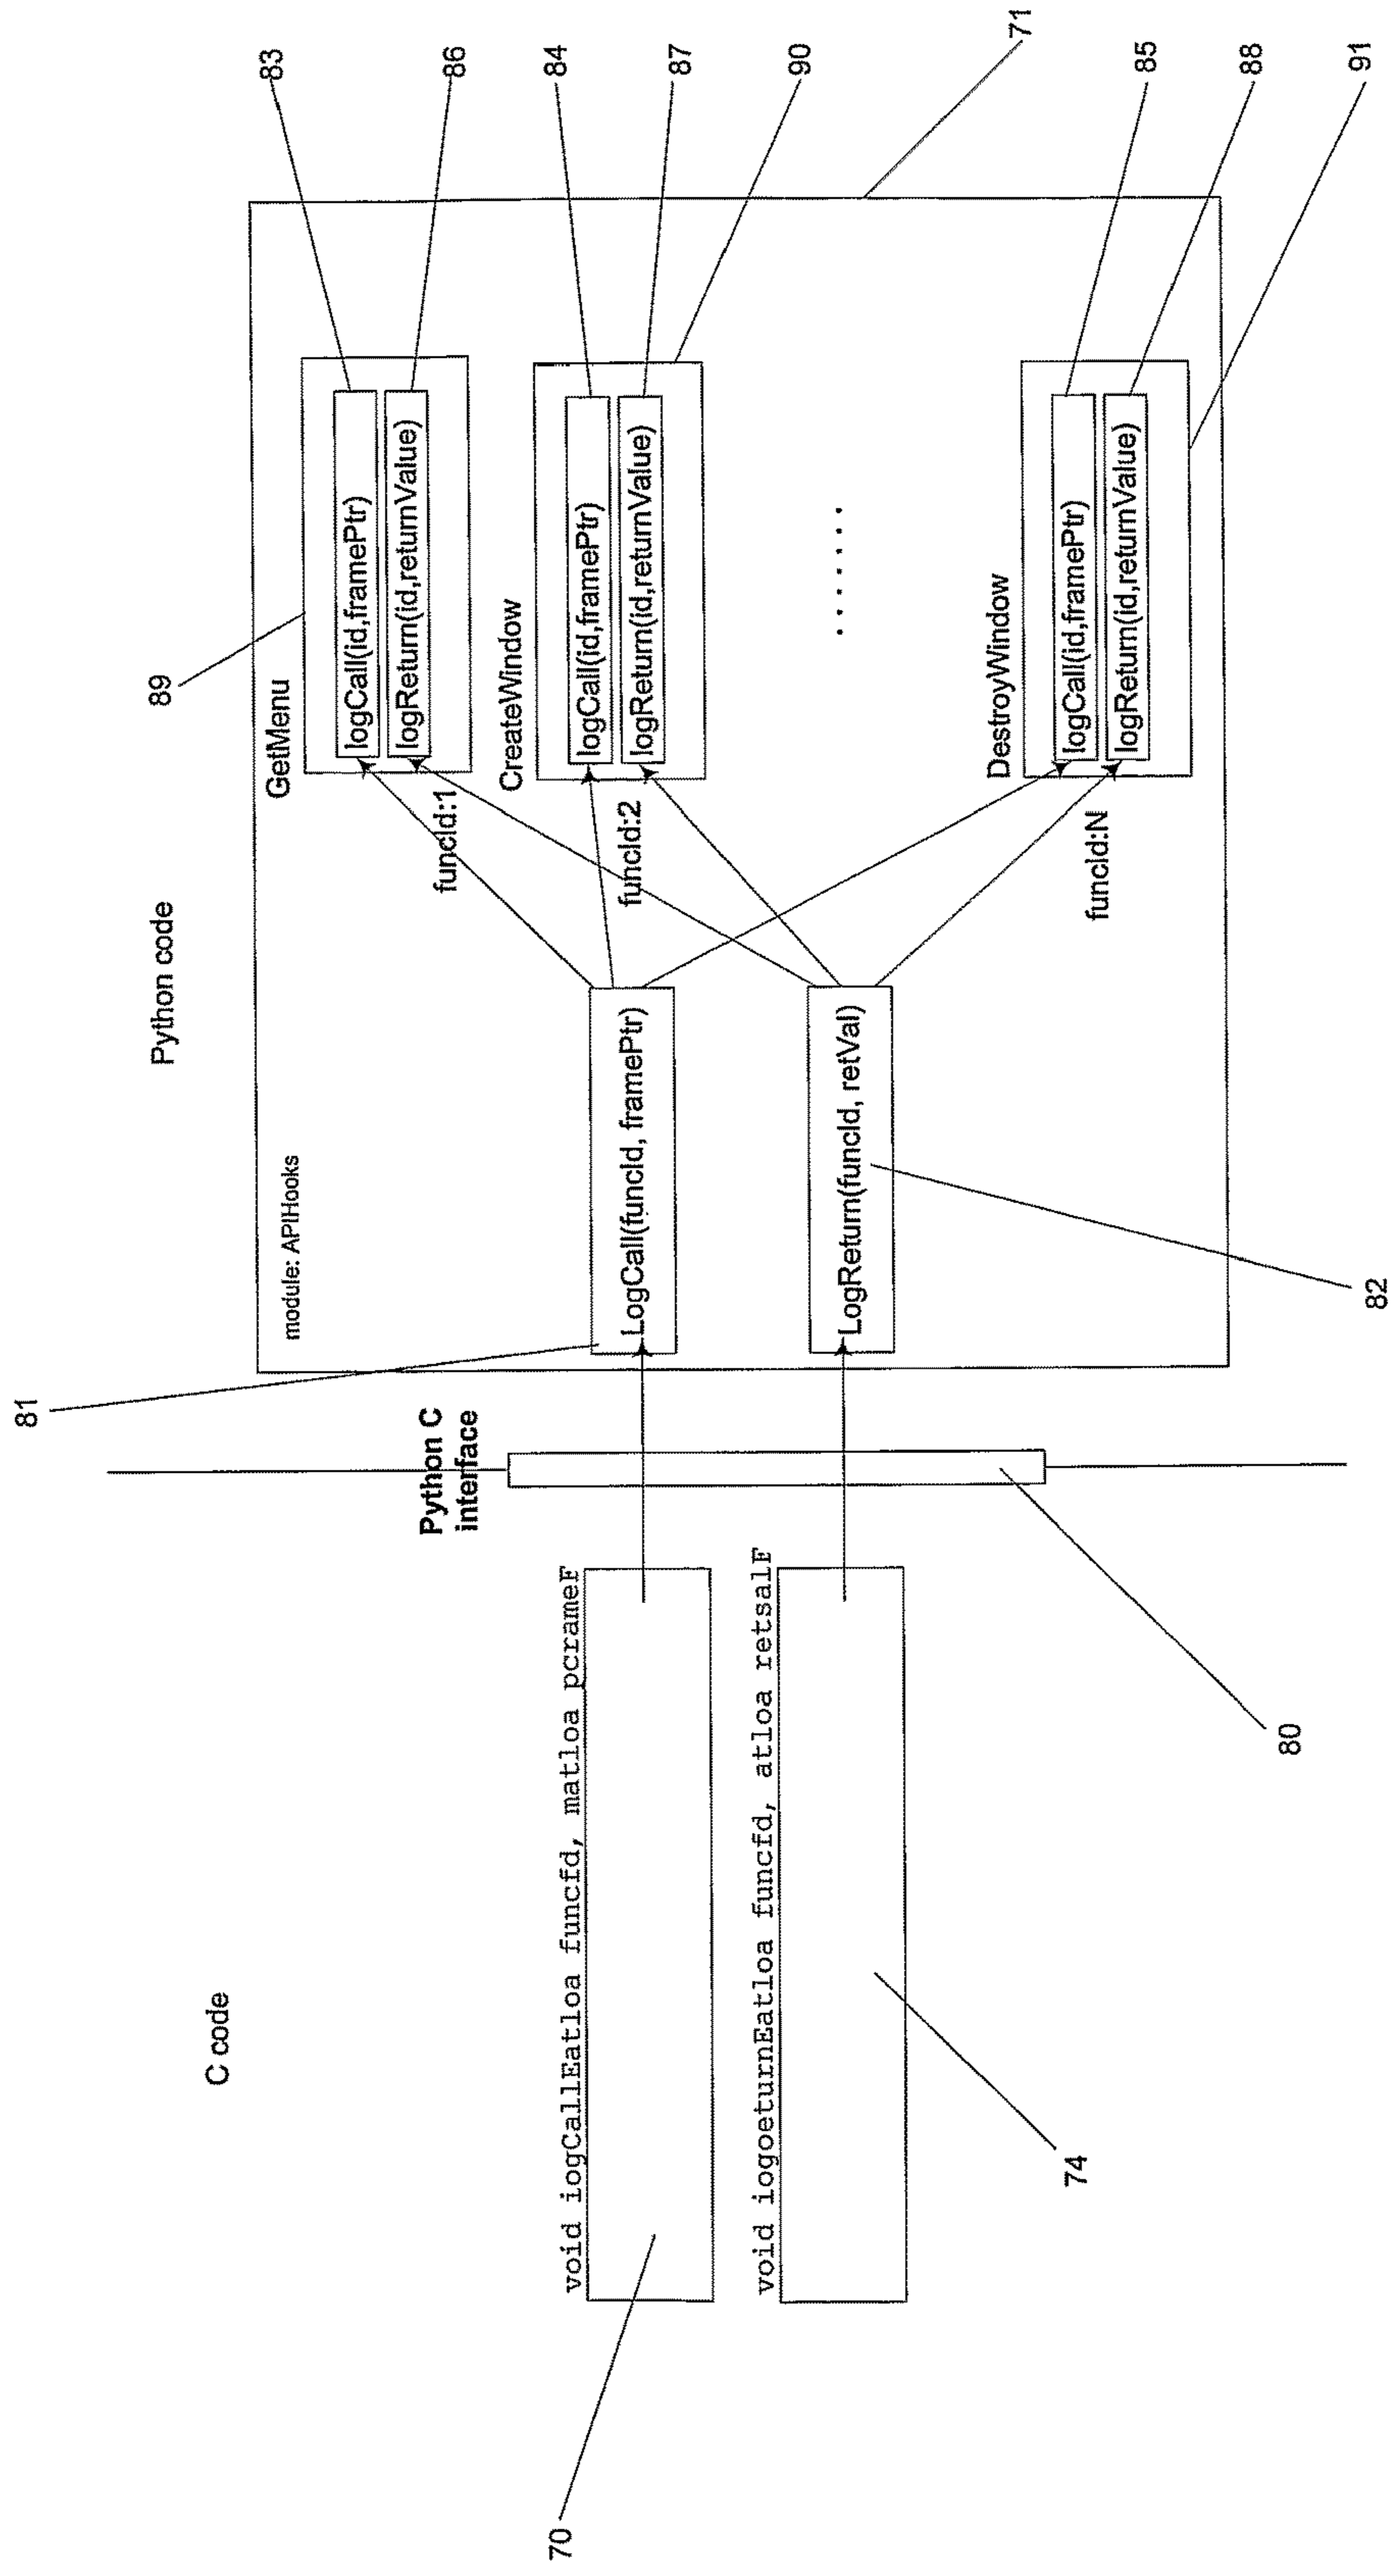 C code
Python code
70
void iogCallEatloa funcfd, matloa pcrameF
void iogoeturnEatloa funcfd, atloa retsalF
74
80
Python C
interface
81
module: APIHooks
LogCall(funcId, framePtr)
LogReturn(funcId, retVal)
82
89
GetMenu
logCall(id,framePtr)
logReturn(id,returnValue)
funcId:1
83
86
CreateWindow
logCall(id,framePtr)
logReturn(id,returnValue)
funcId:2
84
87
90
.......
71
DestroyWindow
logCall(id,framePtr)
logReturn(id,returnValue)
funcId:N
85
88
91